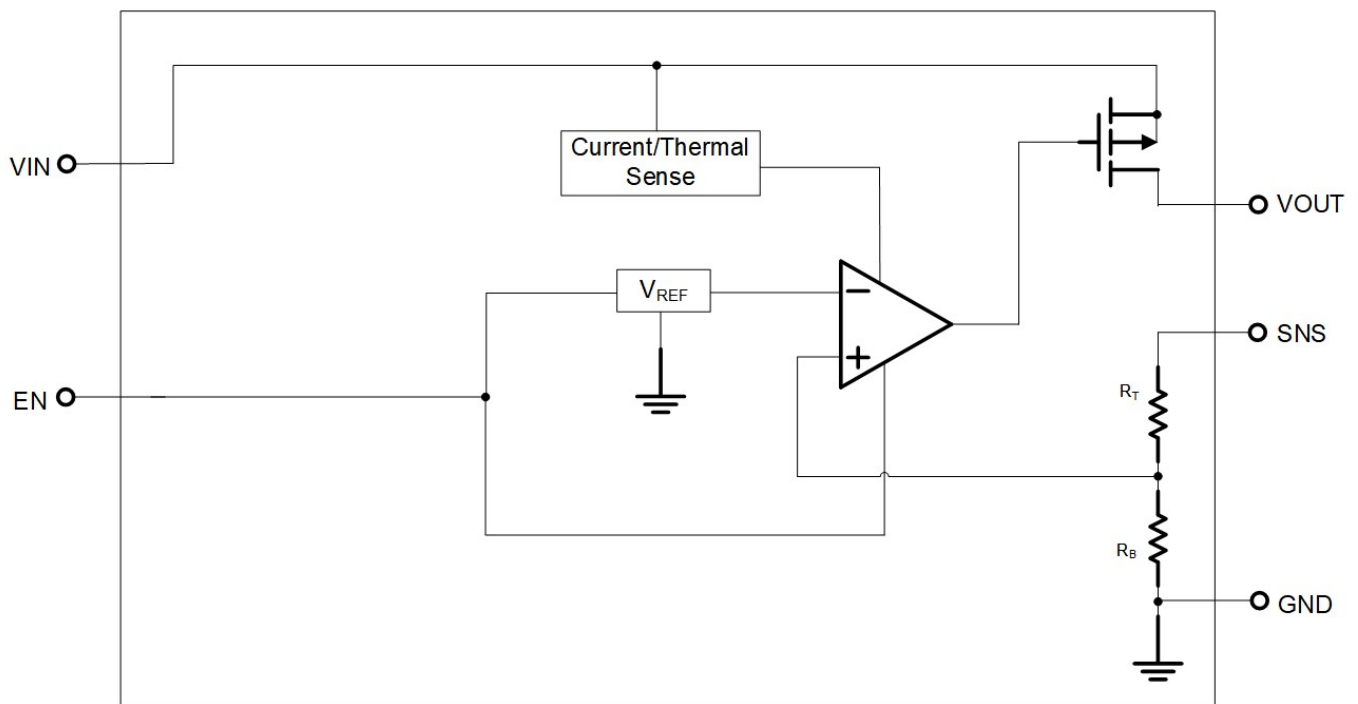 VIN
Current/Thermal
Sense
VOUT
VREF
SNS
EN
RT
RB
GND